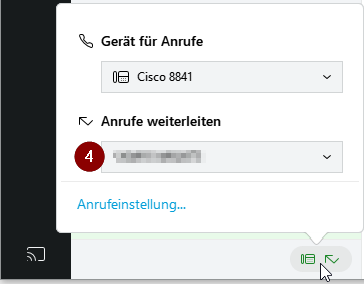 Gerät für Anrufe
Cisco 8841
Anrufe weiterleiten
4
Anrufeinstellung...